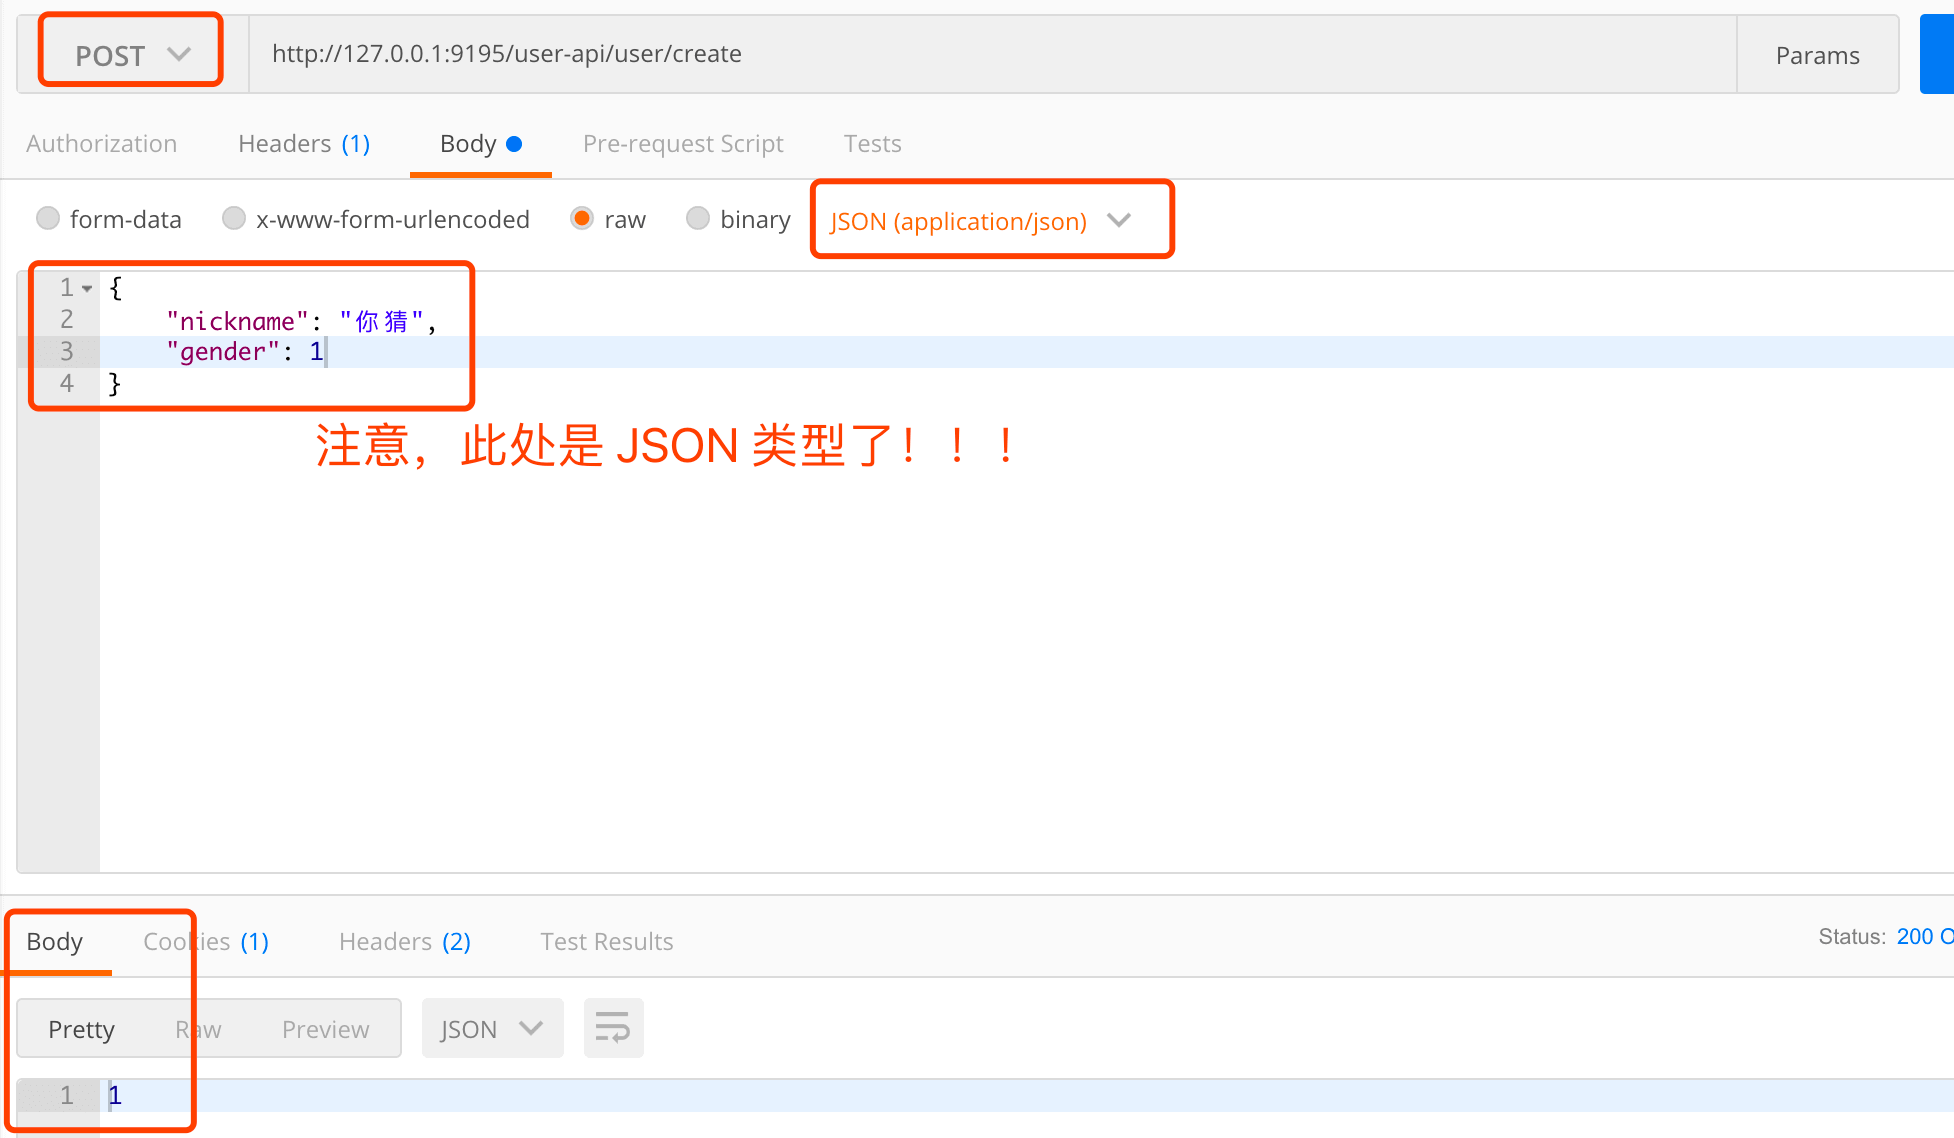 POST
http://127.0.0.1:9195/user-api/user/create
Params
Authorization
Headers (1)
Body
Pre-request Script
Tests
form-data
x-www-form-urlencoded
raw
binary
JSON (application/json)
1 {
2 "nickname": "你猜",
3 "gender": 1
4 }
注意，此处是 JSON 类型了！！！
Body
Cookies (1)
Headers (2)
Test Results
Status: 200 O
Pretty
Raw
Preview
JSON
1 1